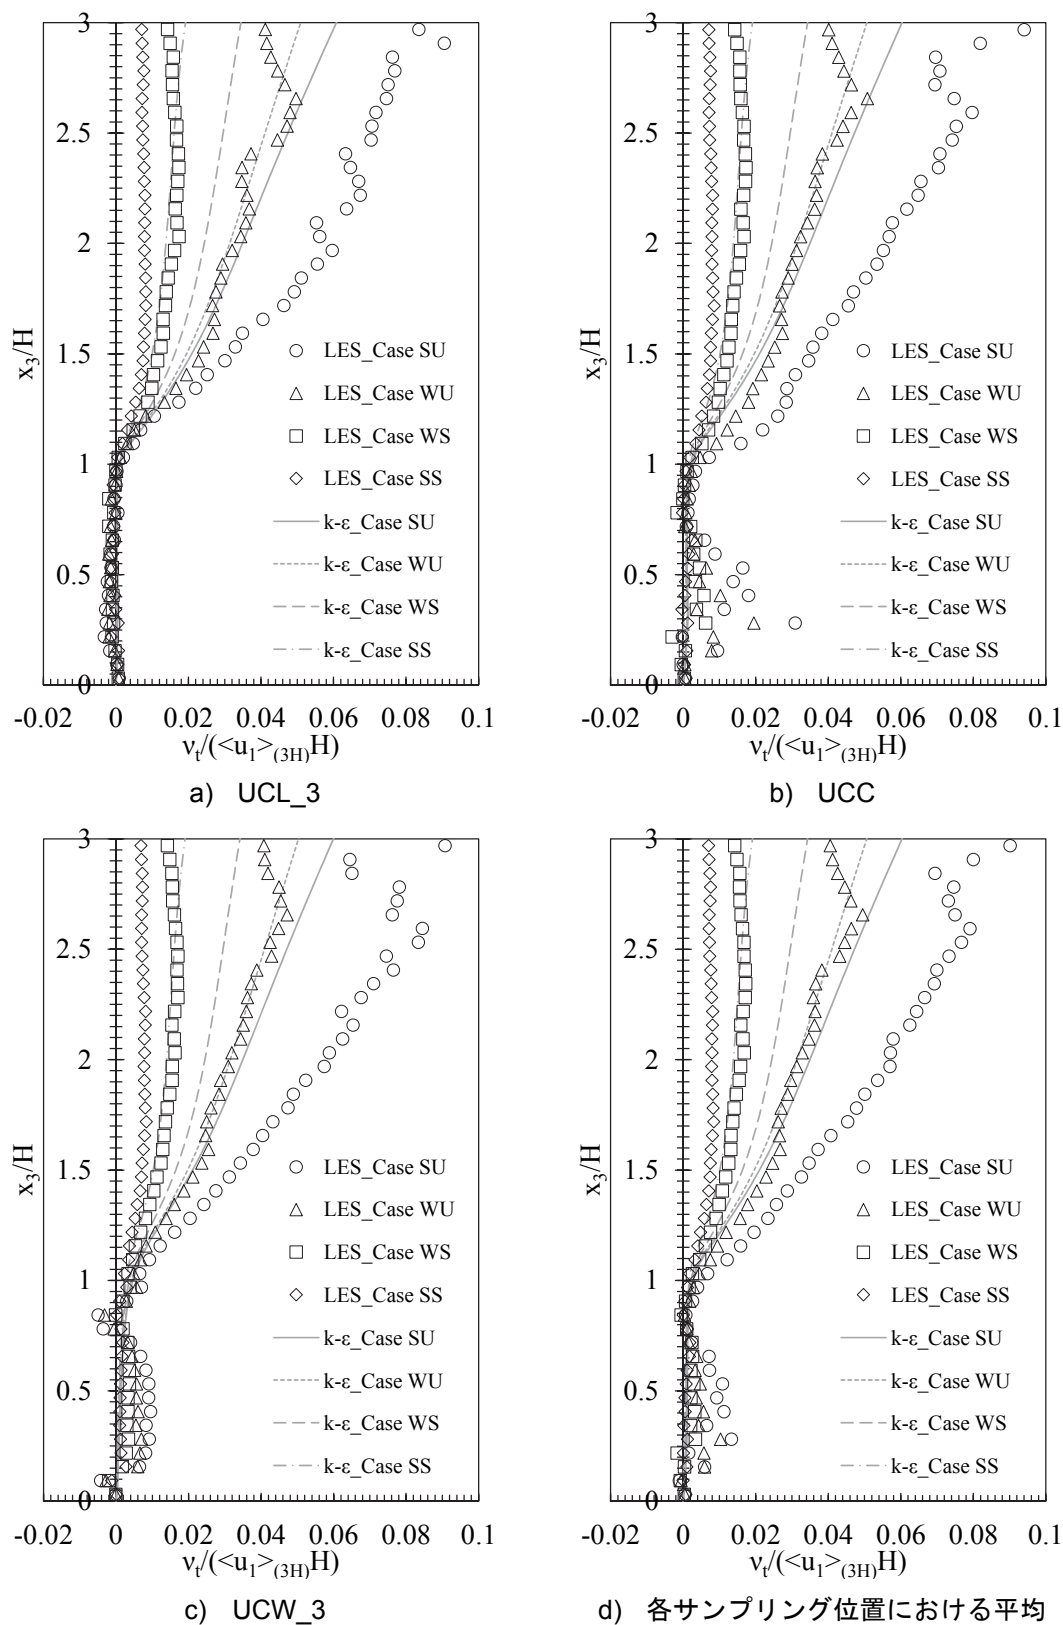 3
2.5
2
1.5
1
0.5
0
x3/H
LES_Case SU
LES_Case WU
LES_Case WS
LES_Case SS
k-ε_Case SU
k-ε_Case WU
k-ε_Case WS
k-ε_Case SS
-0.02 0 0.02 0.04 0.06 0.08 0.1
νt/(<u1>(3H)H)
a) UCL_3
3
2.5
2
1.5
1
0.5
0
x3/H
LES_Case SU
LES_Case WU
LES_Case WS
LES_Case SS
k-ε_Case SU
k-ε_Case WU
k-ε_Case WS
k-ε_Case SS
-0.02 0 0.02 0.04 0.06 0.08 0.1
νt/(<u1>(3H)H)
b) UCC
3
2.5
2
1.5
1
0.5
0
x3/H
LES_Case SU
LES_Case WU
LES_Case WS
LES_Case SS
k-ε_Case SU
k-ε_Case WU
k-ε_Case WS
k-ε_Case SS
-0.02 0 0.02 0.04 0.06 0.08 0.1
νt/(<u1>(3H)H)
c) UCW_3
3
2.5
2
1.5
1
0.5
0
x3/H
LES_Case SU
LES_Case WU
LES_Case WS
LES_Case SS
k-ε_Case SU
k-ε_Case WU
k-ε_Case WS
k-ε_Case SS
-0.02 0 0.02 0.04 0.06 0.08 0.1
νt/(<u1>(3H)H)
d) 各サンプリング位置における平均